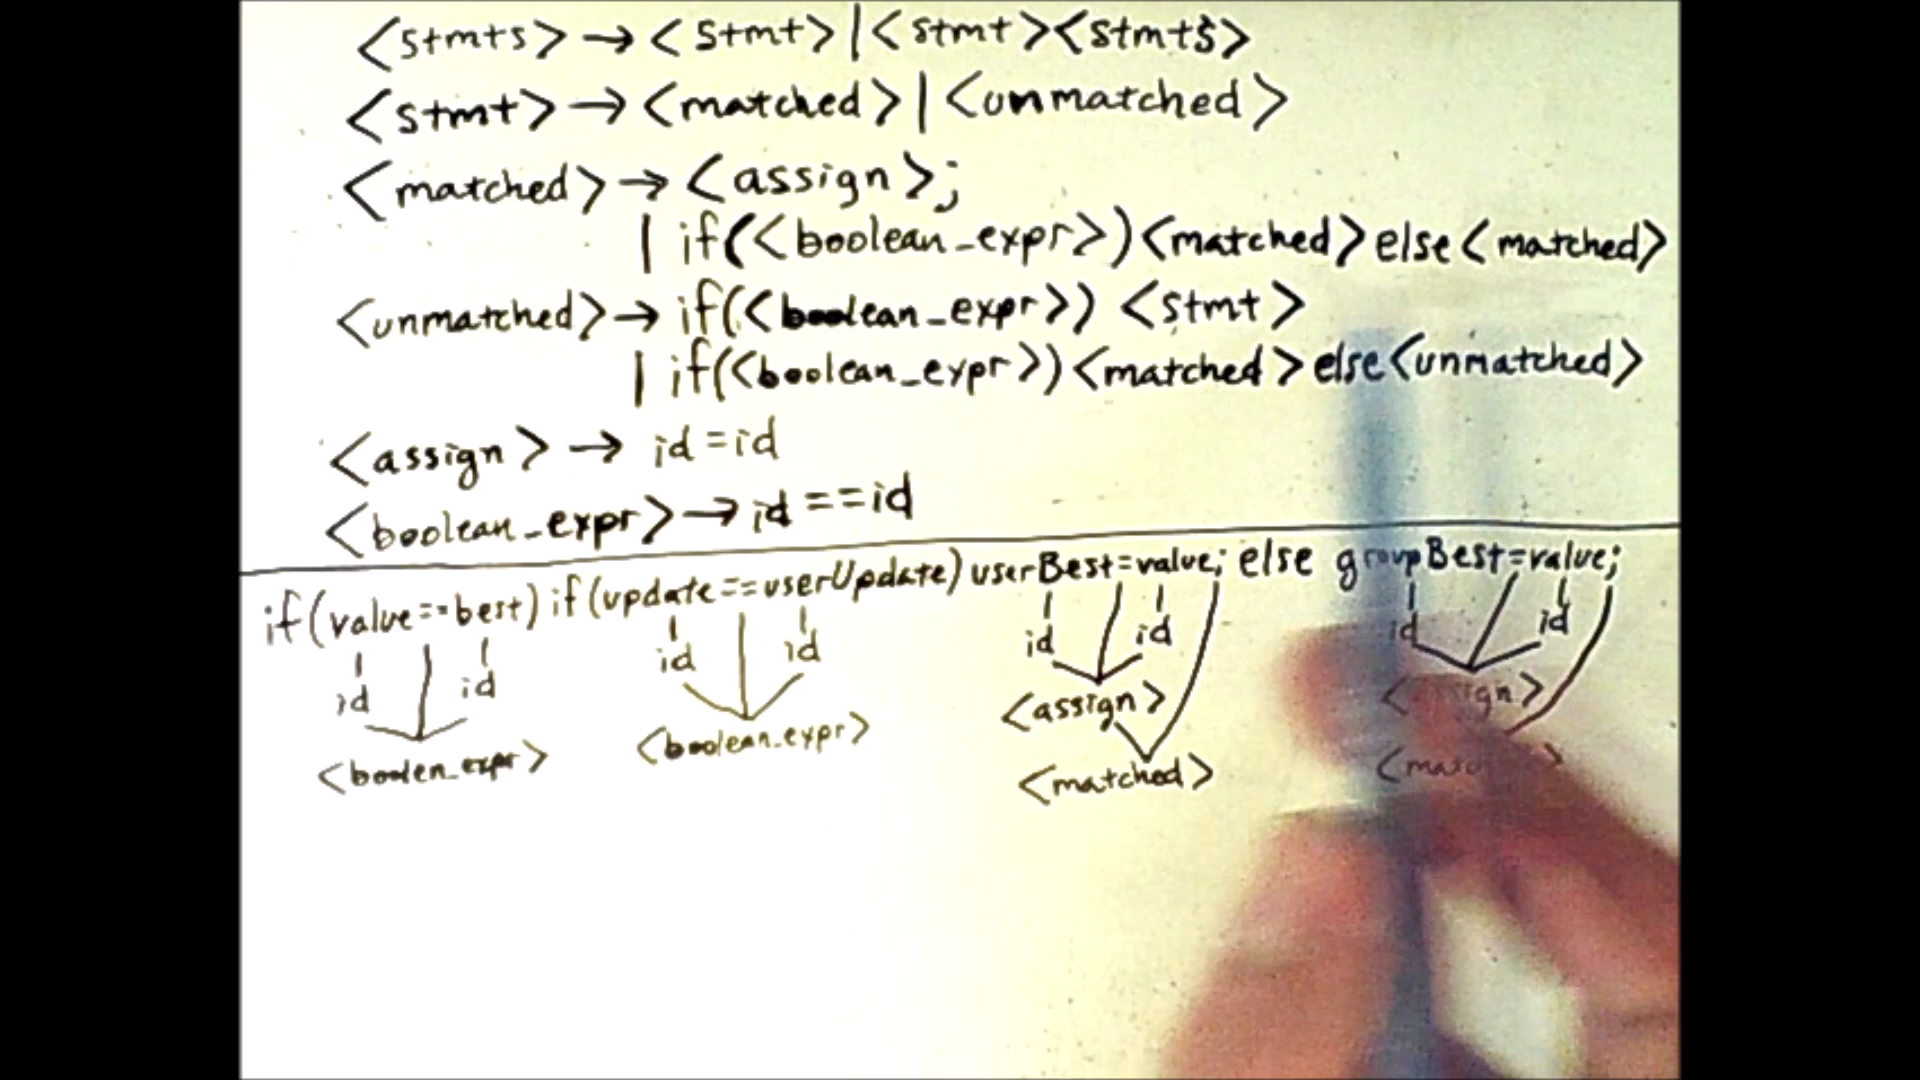 <stmts> → <stmt> | <stmt><stmts>
<stmt> → <matched> | <unmatched>
<matched> → <assign>;
| if(<boolean_expr>)<matched>else<matched>
<unmatched> → if(<boolean_expr>) <stmt>
| if(<boolean_expr>)<matched>else<unmatched>
<assign> → id=id
<boolean_expr> → id==id
if(value==best) if(update==userUpdate) userBest=value; else groupBest=value;
id id id id id id id id
<boolen_expr> <boolean_expr> <assign> <assign>
<matched>